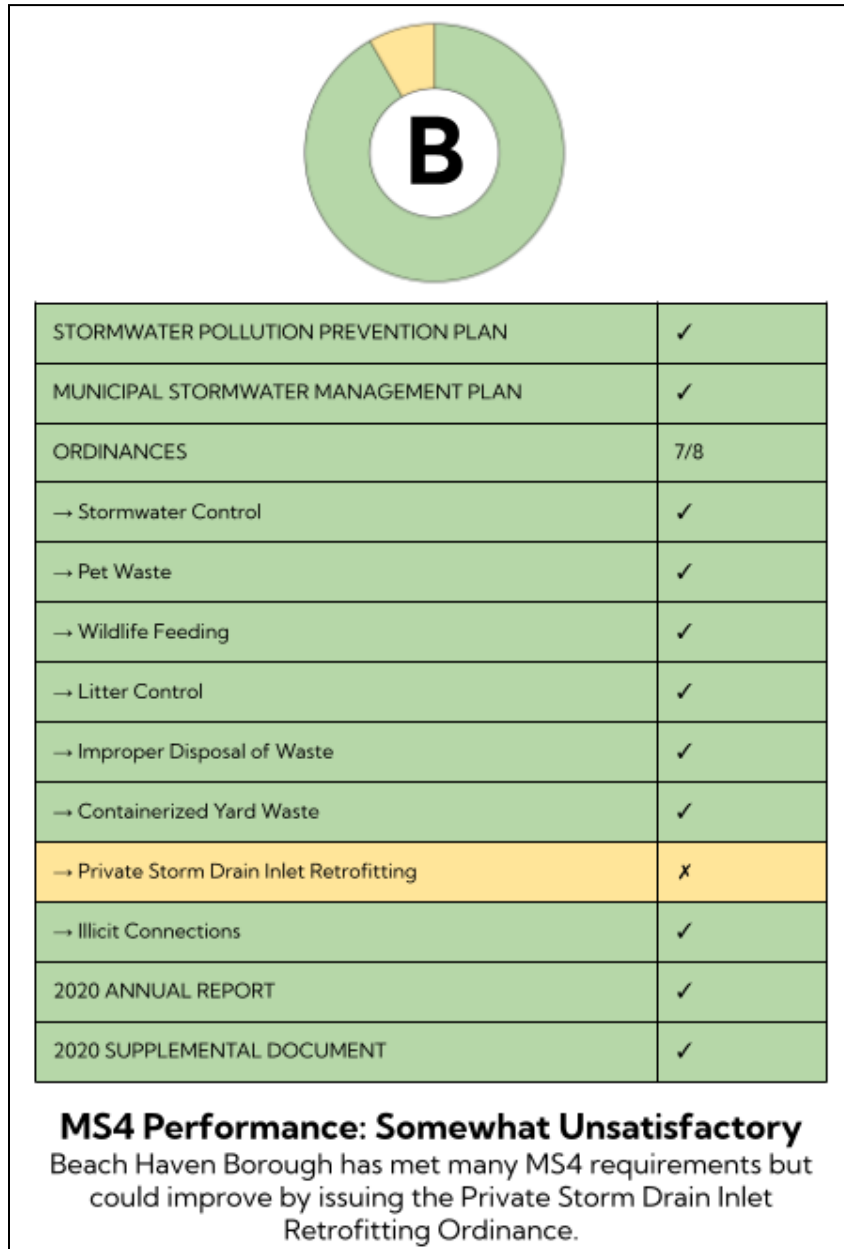 B
STORMWATER POLLUTION PREVENTION PLAN ✓
MUNICIPAL STORMWATER MANAGEMENT PLAN ✓
ORDINANCES 7/8
→ Stormwater Control ✓
→ Pet Waste ✓
→ Wildlife Feeding ✓
→ Litter Control ✓
→ Improper Disposal of Waste ✓
→ Containerized Yard Waste ✓
→ Private Storm Drain Inlet Retrofitting ✗
→ Illicit Connections ✓
2020 ANNUAL REPORT ✓
2020 SUPPLEMENTAL DOCUMENT ✓
MS4 Performance: Somewhat Unsatisfactory
Beach Haven Borough has met many MS4 requirements but
could improve by issuing the Private Storm Drain Inlet
Retrofitting Ordinance.